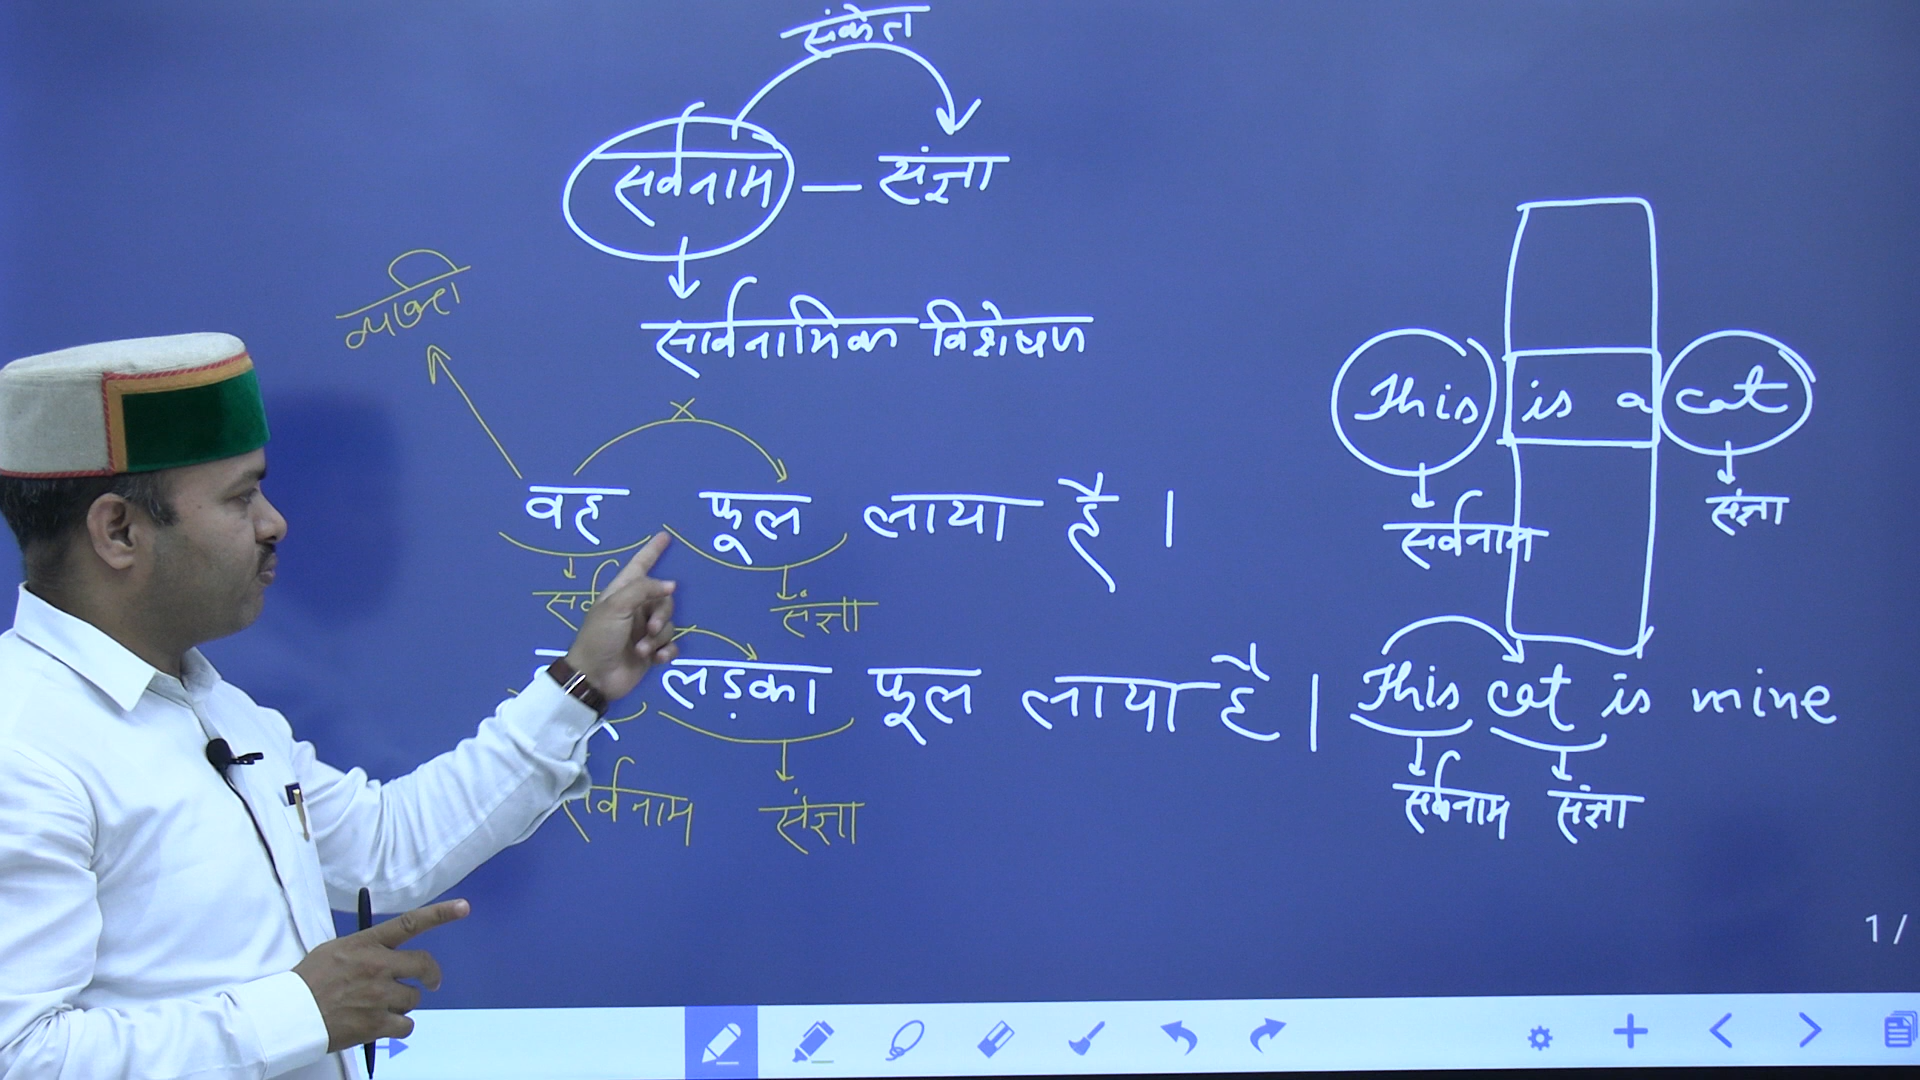 संकेत
सर्वनाम — संज्ञा
सार्वनामिक विशेषण
This is a cat
वह फूल लाया है ।
सर्वनाम
संज्ञा
संज्ञा
लड़का फूल लाया है ।
This cat is mine
सर्वनाम संज्ञा
सर्वनाम संज्ञा
1/